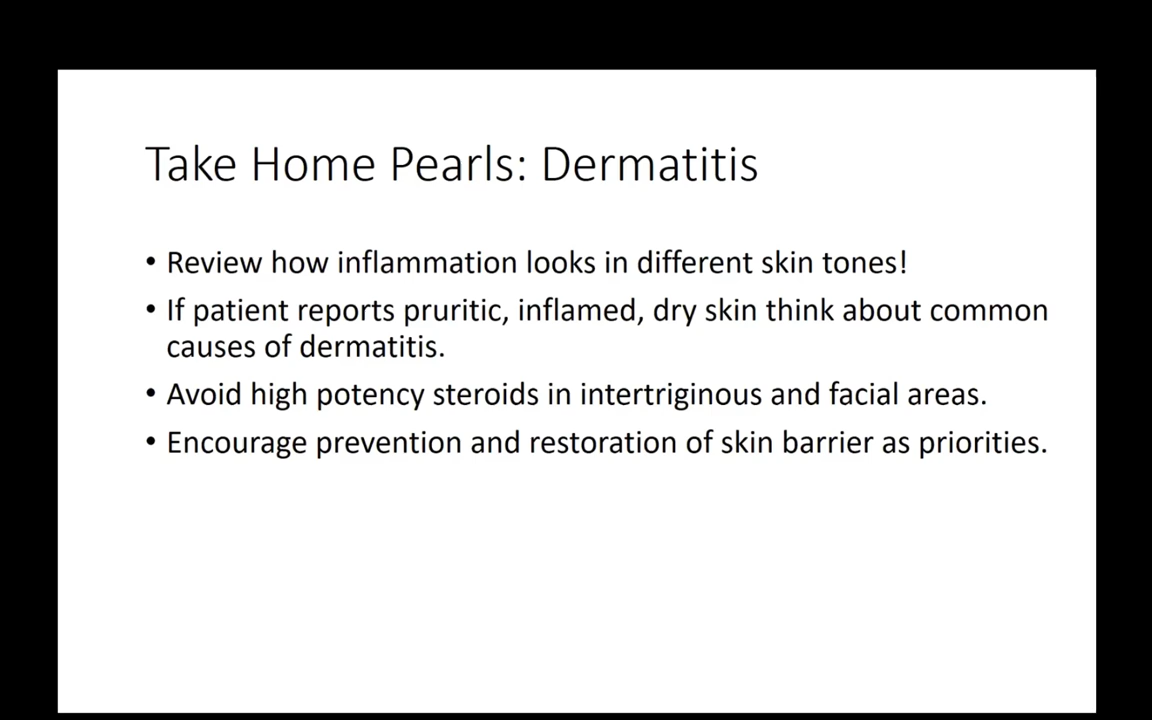 Take Home Pearls: Dermatitis
• Review how inflammation looks in different skin tones!
• If patient reports pruritic, inflamed, dry skin think about common
causes of dermatitis.
• Avoid high potency steroids in intertriginous and facial areas.
• Encourage prevention and restoration of skin barrier as priorities.